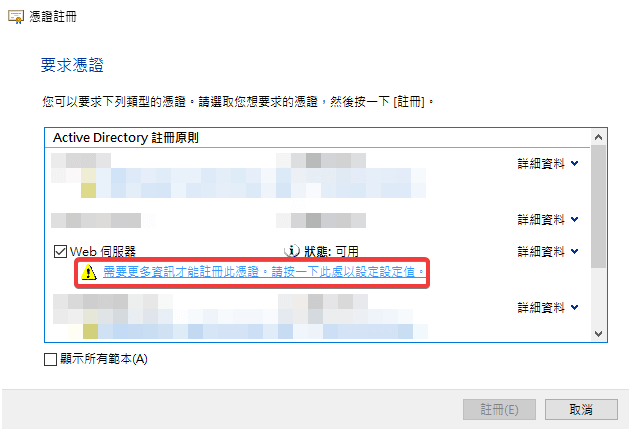 憑證註冊
要求憑證
您可以要求下列類型的憑證。請選取您想要求的憑證，然後按一下 [註冊]。
Active Directory 註冊原則
詳細資料
詳細資料
Web 伺服器 狀態: 可用 詳細資料
需要更多資訊才能註冊此憑證。請按一下此處以設定設定值。
詳細資料
顯示所有範本(A)
註冊(E) 取消